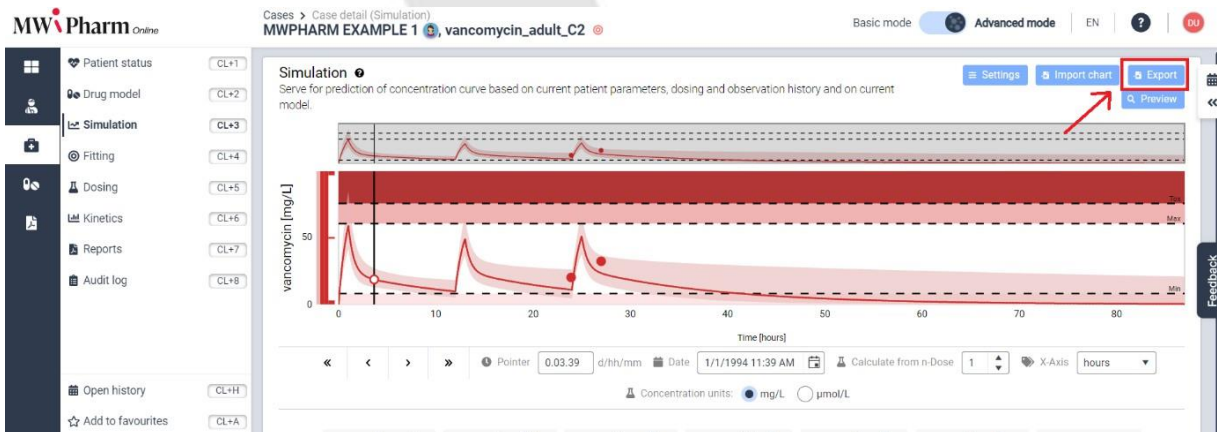 MW Pharm Online
Cases > Case detail (Simulation)
MWPHARM EXAMPLE 1, vancomycin_adult_C2
Basic mode
Advanced mode
EN
?
DU
Patient status CL+1
Drug model CL+2
Simulation CL+3
Fitting CL+4
Dosing CL+5
Kinetics CL+6
Reports CL+7
Audit log CL+8
Open history CL+H
Add to favourites CL+A
Simulation
Serve for prediction of concentration curve based on current patient parameters, dosing and observation history and on current
model.
Settings
Import chart
Export
Preview
vancomycin [mg/L]
50
0
Tox
Max
Min
0 10 20 30 40 50 60 70 80
Time [hours]
« < > » Pointer 0.03.39 d/hh/mm Date 1/1/1994 11:39 AM Calculate from n-Dose 1 X-Axis hours
Concentration units: mg/L µmol/L
Feedback